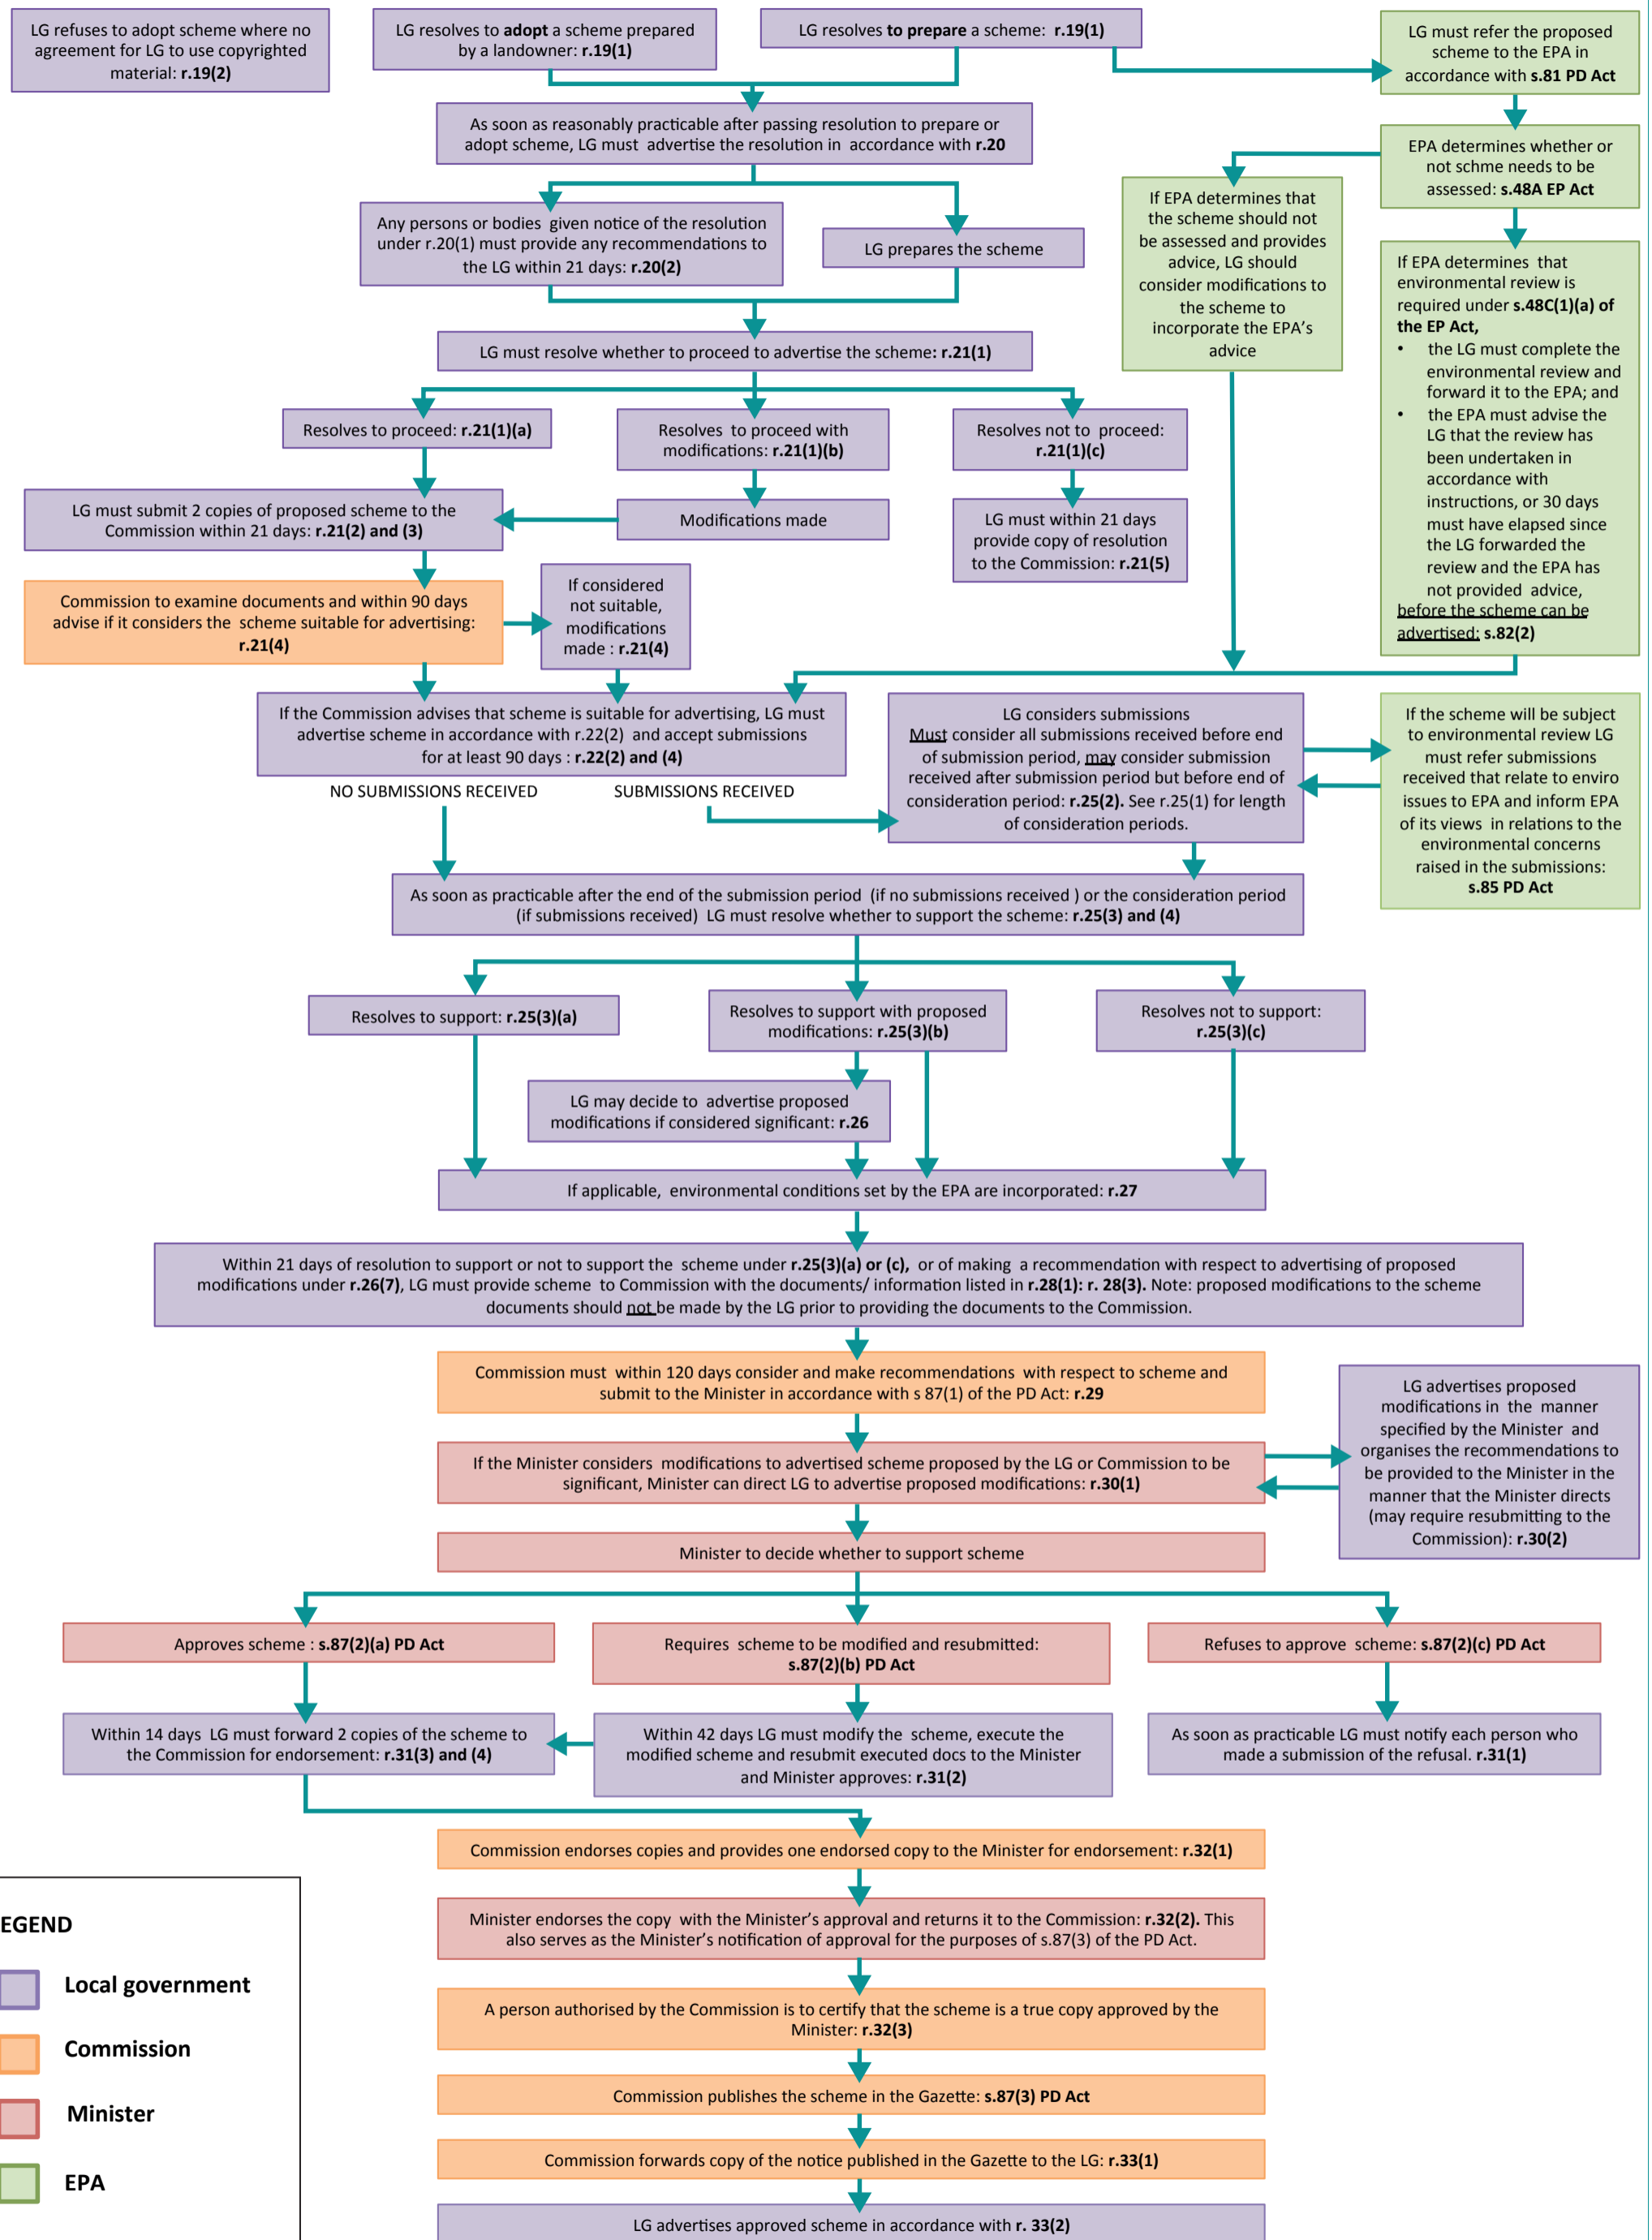 LG refuses to adopt scheme where no
agreement for LG to use copyrighted
material: r.19(2)
LG resolves to adopt a scheme prepared
by a landowner: r.19(1)
LG resolves to prepare a scheme: r.19(1)
LG must refer the proposed
scheme to the EPA in
accordance with s.81 PD Act
As soon as reasonably practicable after passing resolution to prepare or
adopt scheme, LG must advertise the resolution in accordance with r.20
EPA determines whether or
not schme needs to be
assessed: s.48A EP Act
If EPA determines that
the scheme should not
be assessed and provides
advice, LG should
consider modifications to
the scheme to
incorporate the EPA's
advice
Any persons or bodies given notice of the resolution
under r.20(1) must provide any recommendations to
the LG within 21 days: r.20(2)
LG prepares the scheme
If EPA determines that
environmental review is
required under s.48C(1)(a) of
the EP Act,
• the LG must complete the
environmental review and
forward it to the EPA; and
• the EPA must advise the
LG that the review has
been undertaken in
accordance with
instructions, or 30 days
must have elapsed since
the LG forwarded the
review and the EPA has
not provided advice,
before the scheme can be
advertised: s.82(2)
LG must resolve whether to proceed to advertise the scheme: r.21(1)
Resolves to proceed: r.21(1)(a)
Resolves to proceed with
modifications: r.21(1)(b)
Resolves not to proceed:
r.21(1)(c)
LG must submit 2 copies of proposed scheme to the
Commission within 21 days: r.21(2) and (3)
Modifications made
LG must within 21 days
provide copy of resolution
to the Commission: r.21(5)
Commission to examine documents and within 90 days
advise if it considers the scheme suitable for advertising:
r.21(4)
If considered
not suitable,
modifications
made : r.21(4)
If the Commission advises that scheme is suitable for advertising, LG must
advertise scheme in accordance with r.22(2) and accept submissions
for at least 90 days : r.22(2) and (4)
NO SUBMISSIONS RECEIVED
SUBMISSIONS RECEIVED
LG considers submissions
Must consider all submissions received before end
of submission period, may consider submission
received after submission period but before end of
consideration period: r.25(2). See r.25(1) for length
of consideration periods.
If the scheme will be subject
to environmental review LG
must refer submissions
received that relate to enviro
issues to EPA and inform EPA
of its views in relations to the
environmental concerns
raised in the submissions:
s.85 PD Act
As soon as practicable after the end of the submission period (if no submissions received ) or the consideration period
(if submissions received) LG must resolve whether to support the scheme: r.25(3) and (4)
Resolves to support: r.25(3)(a)
Resolves to support with proposed
modifications: r.25(3)(b)
Resolves not to support:
r.25(3)(c)
LG may decide to advertise proposed
modifications if considered significant: r.26
If applicable, environmental conditions set by the EPA are incorporated: r.27
Within 21 days of resolution to support or not to support the scheme under r.25(3)(a) or (c), or of making a recommendation with respect to advertising of proposed
modifications under r.26(7), LG must provide scheme to Commission with the documents/ information listed in r.28(1): r. 28(3). Note: proposed modifications to the scheme
documents should not be made by the LG prior to providing the documents to the Commission.
Commission must within 120 days consider and make recommendations with respect to scheme and
submit to the Minister in accordance with s 87(1) of the PD Act: r.29
If the Minister considers modifications to advertised scheme proposed by the LG or Commission to be
significant, Minister can direct LG to advertise proposed modifications: r.30(1)
LG advertises proposed
modifications in the manner
specified by the Minister and
organises the recommendations to
be provided to the Minister in the
manner that the Minister directs
(may require resubmitting to the
Commission): r.30(2)
Minister to decide whether to support scheme
Approves scheme : s.87(2)(a) PD Act
Requires scheme to be modified and resubmitted:
s.87(2)(b) PD Act
Refuses to approve scheme: s.87(2)(c) PD Act
Within 14 days LG must forward 2 copies of the scheme to
the Commission for endorsement: r.31(3) and (4)
Within 42 days LG must modify the scheme, execute the
modified scheme and resubmit executed docs to the Minister
and Minister approves: r.31(2)
As soon as practicable LG must notify each person who
made a submission of the refusal. r.31(1)
Commission endorses copies and provides one endorsed copy to the Minister for endorsement: r.32(1)
Minister endorses the copy with the Minister's approval and returns it to the Commission: r.32(2). This
also serves as the Minister's notification of approval for the purposes of s.87(3) of the PD Act.
A person authorised by the Commission is to certify that the scheme is a true copy approved by the
Minister: r.32(3)
Commission publishes the scheme in the Gazette: s.87(3) PD Act
Commission forwards copy of the notice published in the Gazette to the LG: r.33(1)
LG advertises approved scheme in accordance with r. 33(2)
EGEND
Local government
Commission
Minister
EPA